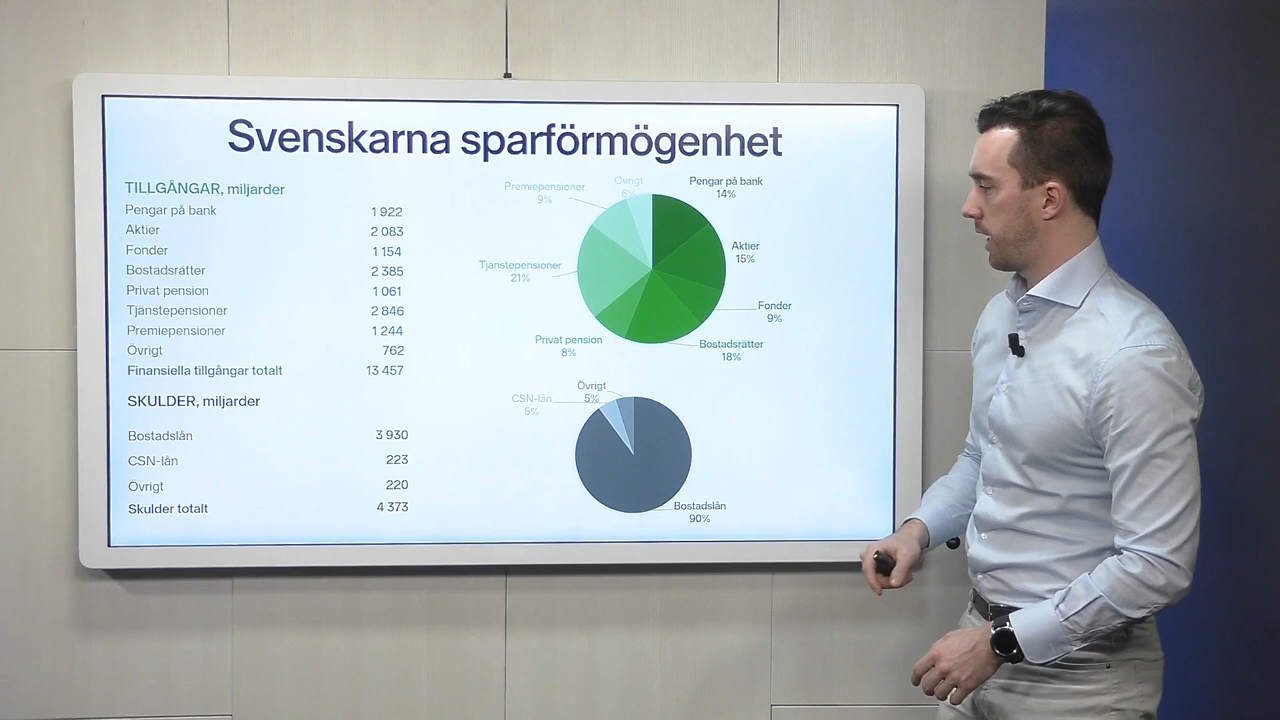 Svenskarna sparförmögenhet
TILLGÅNGAR, miljarder
Pengar på bank 1 922
Aktier 2 083
Fonder 1 154
Bostadsrätter 2 385
Privat pension 1 061
Tjänstepensioner 2 846
Premiepensioner 1 244
Övrigt 762
Finansiella tillgångar totalt 13 457
SKULDER, miljarder
Bostadslån 3 930
CSN-lån 223
Övrigt 220
Skulder totalt 4 373
Pengar på bank
14%
Aktier
15%
Fonder
9%
Bostadsrätter
18%
Privat pension
8%
Tjänstepensioner
21%
Premiepensioner
9%
Övrigt
6%
Övrigt
5%
CSN-lån
5%
Bostadslån
90%